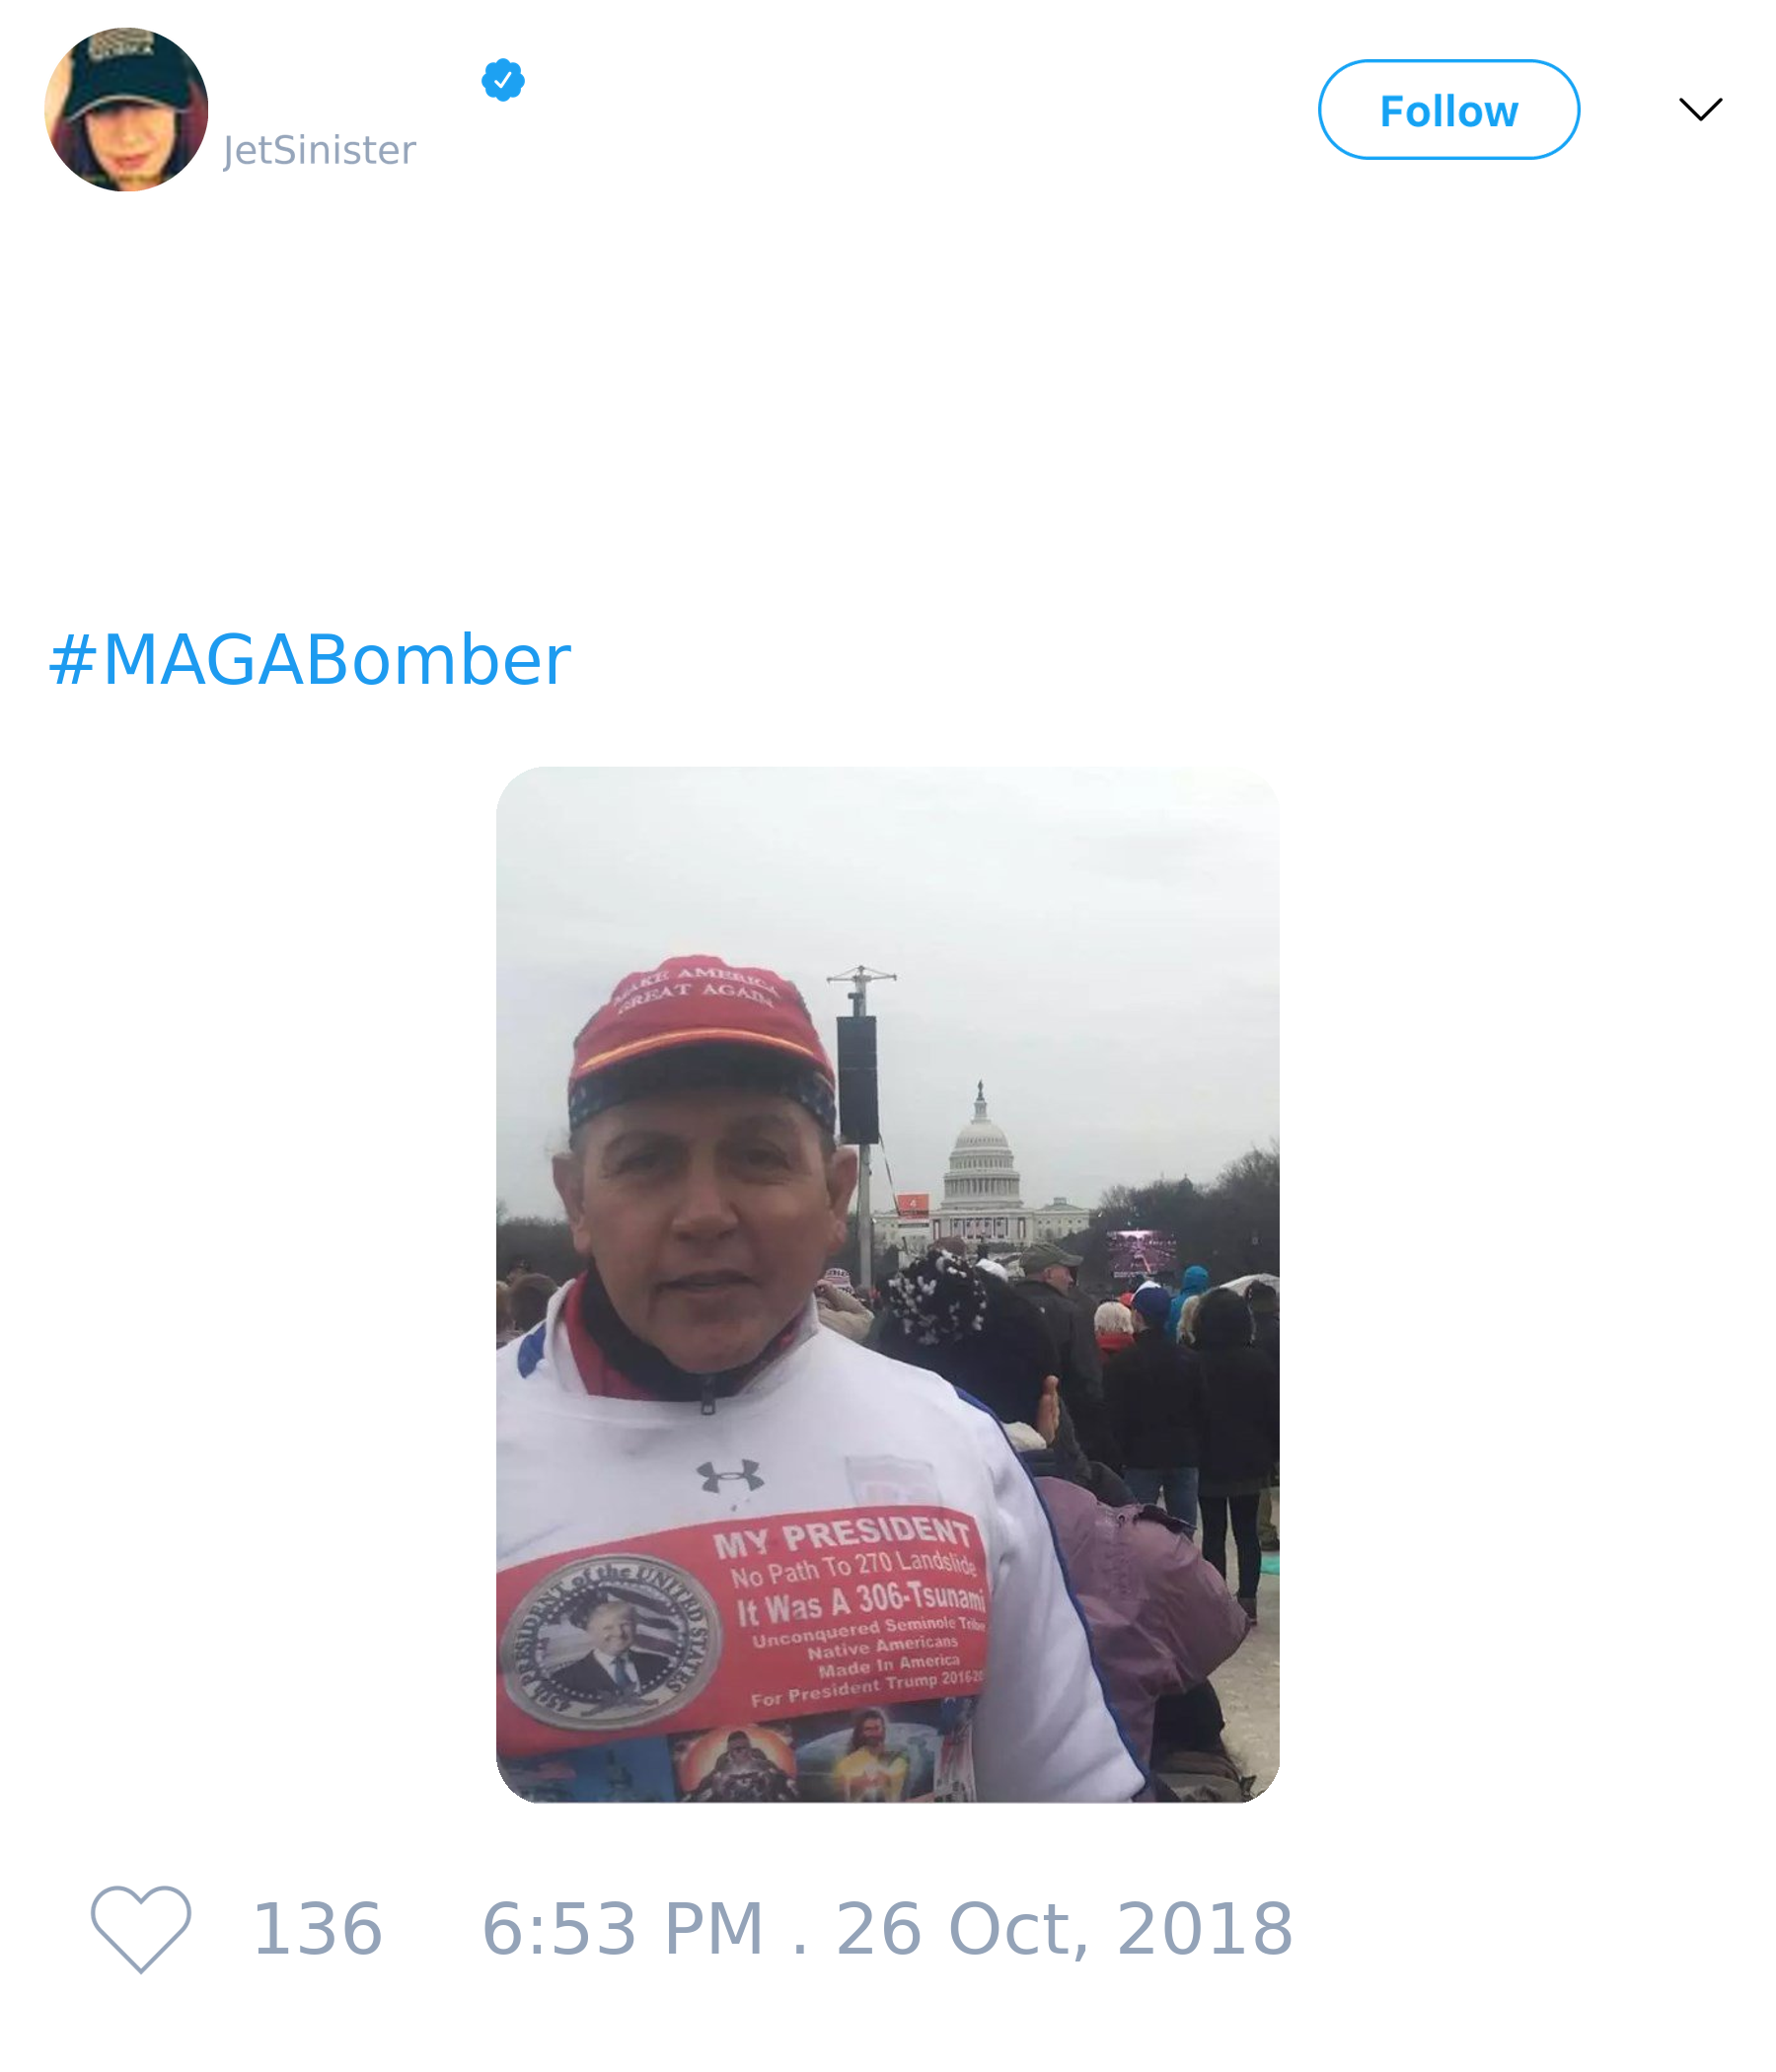 JetSinister
Follow
#MAGABomber
MAKE AMERICA
GREAT AGAIN
4
MY PRESIDENT
No Path To 270 Landslide
It Was A 306-Tsunami
Unconquered Seminole Tribe
Native Americans
Made In America
For President Trump 2016-20
45th PRESIDENT of the UNITED STATES
136
6:53 PM . 26 Oct, 2018